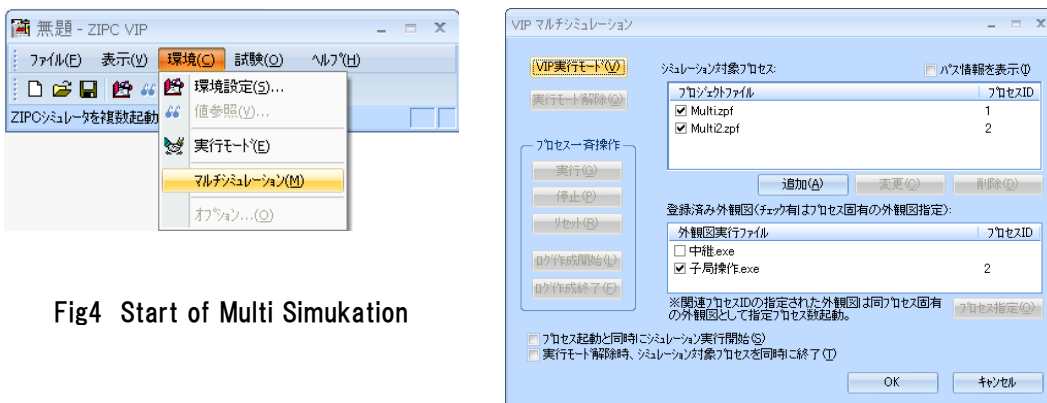 無題 - ZIPC VIP
ファイル(F) 表示(V) 環境(C) 試験(O) ヘルプ(H)
ZIPCシミュレータを複数起動
環境設定(S)...
値参照(V)...
実行モード(E)
マルチシミュレーション(M)
オプション...(O)
Fig4 Start of Multi Simukation
VIP マルチシミュレーション
VIP実行モード(V)
実行モード解除(Q)
シミュレーション対象プロセス:
パス情報を表示(I)
プロジェクトファイル プロセスID
Multi.zpf 1
Multi2.zpf 2
追加(A) 変更(C) 削除(D)
プロセス一斉操作
実行(G)
停止(P)
リセット(R)
ログ作成開始(L)
ログ作成終了(F)
登録済み外観図(チェック有はプロセス固有の外観図指定):
外観図実行ファイル プロセスID
中継.exe
子局操作.exe 2
※関連プロセスIDの指定された外観図は同プロセス固有
の外観図として指定プロセス数起動。
プロセス指定(O)
プロセス起動と同時にシミュレーション実行開始(S)
実行モード解除時、シミュレーション対象プロセスを同時に終了(T)
OK キャンセル